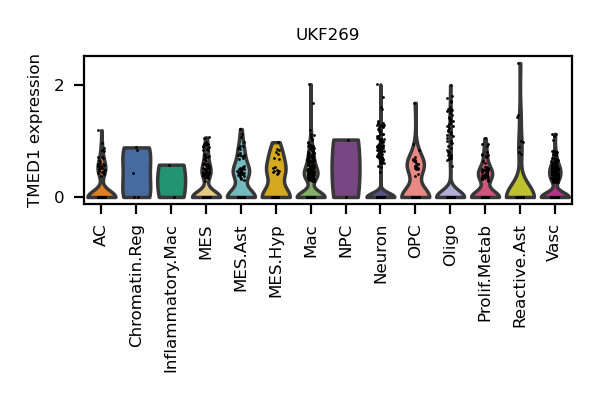 UKF269
TMED1 expression
2
0
AC
Chromatin.Reg
Inflammatory.Mac
MES
MES.Ast
MES.Hyp
Mac
NPC
Neuron
OPC
Oligo
Prolif.Metab
Reactive.Ast
Vasc